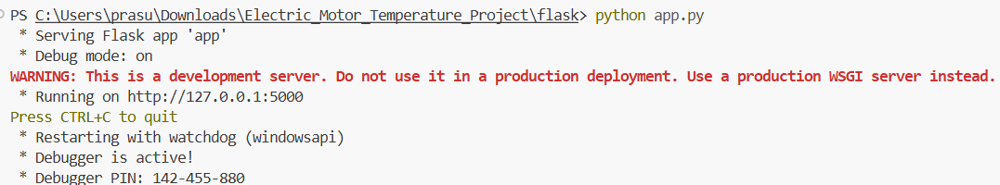 PS C:\Users\prasu\Downloads\Electric_Motor_Temperature_Project\flask> python app.py
 * Serving Flask app 'app'
 * Debug mode: on
WARNING: This is a development server. Do not use it in a production deployment. Use a production WSGI server instead.
 * Running on http://127.0.0.1:5000
Press CTRL+C to quit
 * Restarting with watchdog (windowsapi)
 * Debugger is active!
 * Debugger PIN: 142-455-880